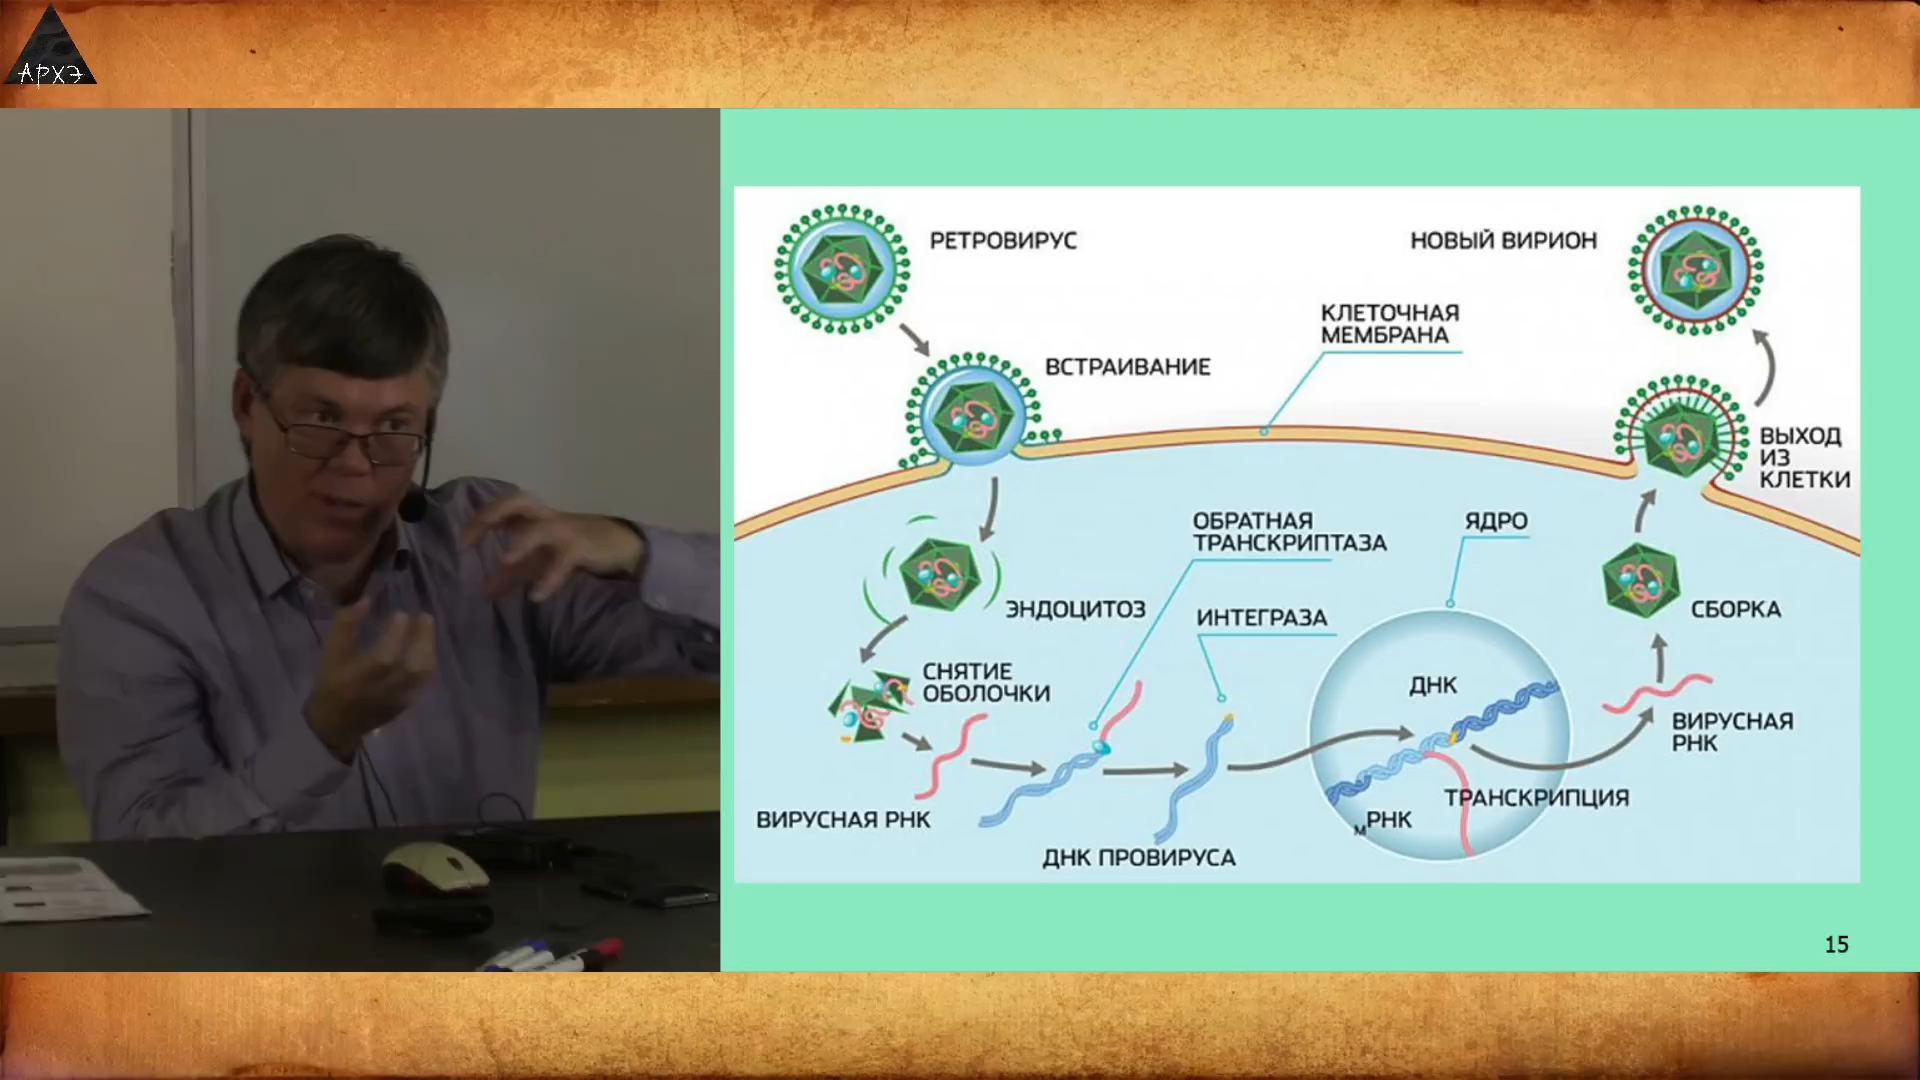 АРХЭ
РЕТРОВИРУС
НОВЫЙ ВИРИОН
КЛЕТОЧНАЯ
МЕМБРАНА
ВСТРАИВАНИЕ
ВЫХОД
ИЗ
КЛЕТКИ
ОБРАТНАЯ
ТРАНСКРИПТАЗА
ЯДРО
ЭНДОЦИТОЗ
ИНТЕГРАЗА
СБОРКА
СНЯТИЕ
ОБОЛОЧКИ
ДНК
ВИРУСНАЯ
РНК
ТРАНСКРИПЦИЯ
мРНК
ВИРУСНАЯ РНК
ДНК ПРОВИРУСА
15